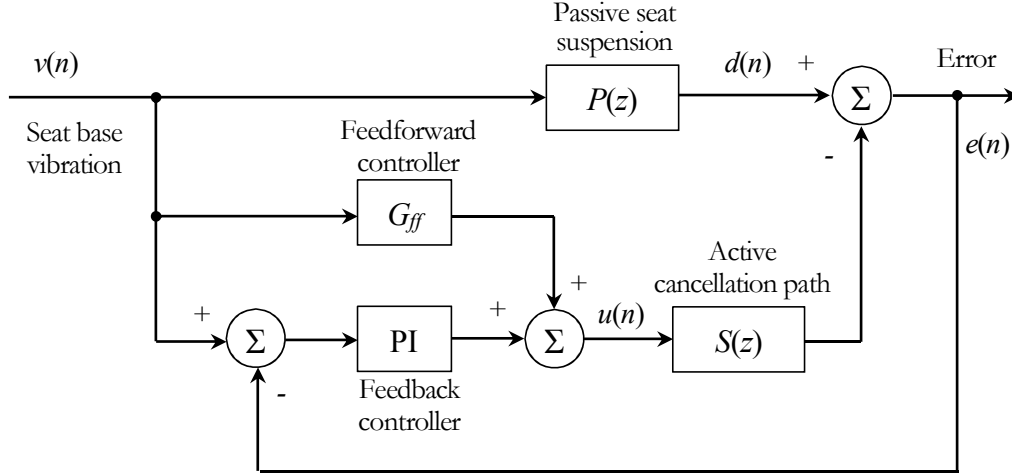 Passive seat
suspension
v(n)
P(z)
d(n)
+
Σ
Error
Seat base
vibration
Feedforward
controller
-
e(n)
G_ff
Active
cancellation path
+
+
+
Σ
PI
Σ
u(n)
S(z)
-
Feedback
controller